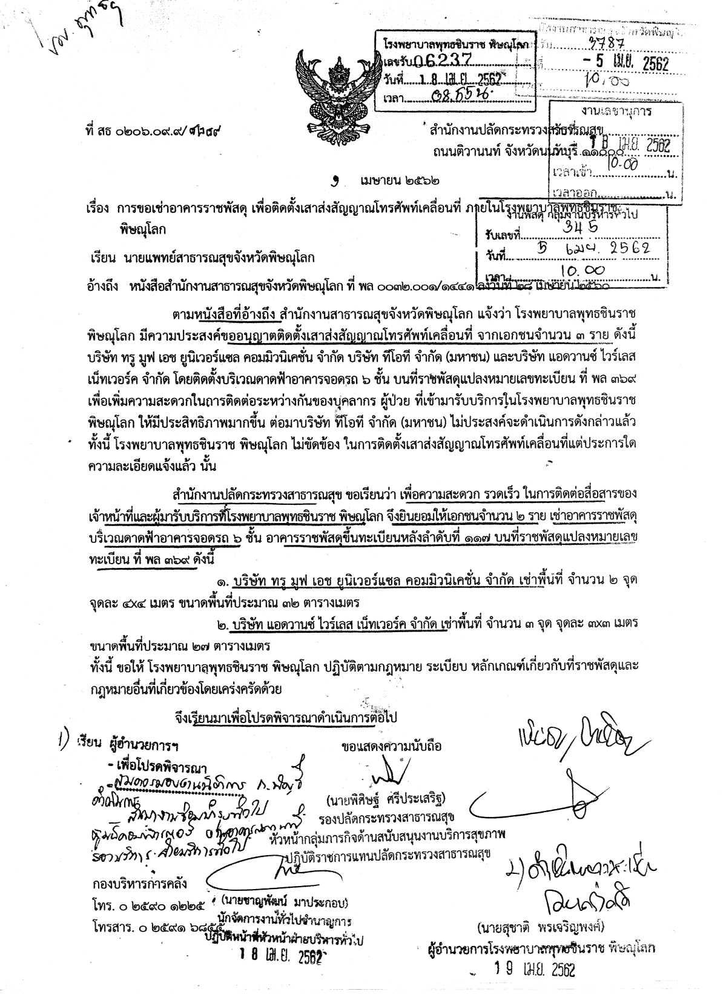 โรงพยาบาลพุทธชินราช พิษณุโลก
เลขรับ 06237
วันที่ 18 เม.ย. 2562
เวลา 08.55 น.
3787
- 5 เม.ย. 2562
10.00
งานเลขานุการ
18 เม.ย. 2562
เวลาเข้า 10.00 น.
เวลาออก น.
ที่ สธ ๐๒๐๖.๐๙.๙/
สำนักงานปลัดกระทรวงสาธารณสุข
ถนนติวานนท์ จังหวัดนนทบุรี ๑๑๐๐๐
๑ เมษายน ๒๕๖๒
เรื่อง การขอเช่าอาคารราชพัสดุ เพื่อติดตั้งเสาส่งสัญญาณโทรศัพท์เคลื่อนที่ ภายในโรงพยาบาลพุทธชินราช
พิษณุโลก
งานพัสดุ กลุ่มงานบริหารทั่วไป
รับเลขที่ 345
วันที่ 5 เมษ. 2562
เวลา 10.00 น.
เรียน นายแพทย์สาธารณสุขจังหวัดพิษณุโลก
อ้างถึง หนังสือสำนักงานสาธารณสุขจังหวัดพิษณุโลก ที่ พล ๐๐๓๒.๐๐๑/๑๔๔๑ ลงวันที่ ๒๘ เมษายน ๒๕๖๐
ตามหนังสือที่อ้างถึง สำนักงานสาธารณสุขจังหวัดพิษณุโลก แจ้งว่า โรงพยาบาลพุทธชินราช
พิษณุโลก มีความประสงค์ขออนุญาตติดตั้งเสาส่งสัญญาณโทรศัพท์เคลื่อนที่ จากเอกชนจำนวน ๓ ราย ดังนี้
บริษัท ทรู มูฟ เอช ยูนิเวอร์แซล คอมมิวนิเคชั่น จำกัด บริษัท ทีโอที จำกัด (มหาชน) และบริษัท แอดวานซ์ ไวร์เลส
เน็ทเวอร์ค จำกัด โดยติดตั้งบริเวณดาดฟ้าอาคารจอดรถ ๖ ชั้น บนที่ราชพัสดุแปลงหมายเลขทะเบียน ที่ พล ๓๖๙
เพื่อเพิ่มความสะดวกในการติดต่อระหว่างกันของบุคลากร ผู้ป่วย ที่เข้ามารับบริการในโรงพยาบาลพุทธชินราช
พิษณุโลก ให้มีประสิทธิภาพมากขึ้น ต่อมาบริษัท ทีโอที จำกัด (มหาชน) ไม่ประสงค์จะดำเนินการดังกล่าวแล้ว
ทั้งนี้ โรงพยาบาลพุทธชินราช พิษณุโลก ไม่ขัดข้อง ในการติดตั้งเสาส่งสัญญาณโทรศัพท์เคลื่อนที่แต่ประการใด
ความละเอียดแจ้งแล้ว นั้น
สำนักงานปลัดกระทรวงสาธารณสุข ขอเรียนว่า เพื่อความสะดวก รวดเร็ว ในการติดต่อสื่อสารของ
เจ้าหน้าที่และผู้มารับบริการที่โรงพยาบาลพุทธชินราช พิษณุโลก จึงยินยอมให้เอกชนจำนวน ๒ ราย เช่าอาคารราชพัสดุ
บริเวณดาดฟ้าอาคารจอดรถ ๖ ชั้น อาคารราชพัสดุขึ้นทะเบียนหลังลำดับที่ ๑๑๗ บนที่ราชพัสดุแปลงหมายเลข
ทะเบียน ที่ พล ๓๖๙ ดังนี้
๑. บริษัท ทรู มูฟ เอช ยูนิเวอร์แซล คอมมิวนิเคชั่น จำกัด เช่าพื้นที่ จำนวน ๒ จุด
จุดละ ๔x๔ เมตร ขนาดพื้นที่ประมาณ ๓๒ ตารางเมตร
๒. บริษัท แอดวานซ์ ไวร์เลส เน็ทเวอร์ค จำกัด เช่าพื้นที่ จำนวน ๓ จุด จุดละ ๓x๓ เมตร
ขนาดพื้นที่ประมาณ ๒๗ ตารางเมตร
ทั้งนี้ ขอให้ โรงพยาบาลพุทธชินราช พิษณุโลก ปฏิบัติตามกฎหมาย ระเบียบ หลักเกณฑ์เกี่ยวกับที่ราชพัสดุและ
กฎหมายอื่นที่เกี่ยวข้องโดยเคร่งครัดด้วย
จึงเรียนมาเพื่อโปรดพิจารณาดำเนินการต่อไป
1) เรียน ผู้อำนวยการฯ
- เพื่อโปรดพิจารณา
ขอแสดงความนับถือ
(นายพิศิษฐ์ ศรีประเสริฐ)
รองปลัดกระทรวงสาธารณสุข
หัวหน้ากลุ่มภารกิจด้านสนับสนุนงานบริการสุขภาพ
ปฏิบัติราชการแทนปลัดกระทรวงสาธารณสุข
กองบริหารการคลัง
โทร. ๐ ๒๕๙๐ ๑๒๒๕
โทรสาร. ๐ ๒๕๙๑ ๖๘๕๕
(นายชาญพัฒน์ มาประกอบ)
นักจัดการงานทั่วไปชำนาญการ
ปฏิบัติหน้าที่หัวหน้าฝ่ายบริหารทั่วไป
18 เม.ย. 2562
2)
(นายสุชาติ พรเจริญพงศ์)
ผู้อำนวยการโรงพยาบาลพุทธชินราช พิษณุโลก
19 เม.ย. 2562